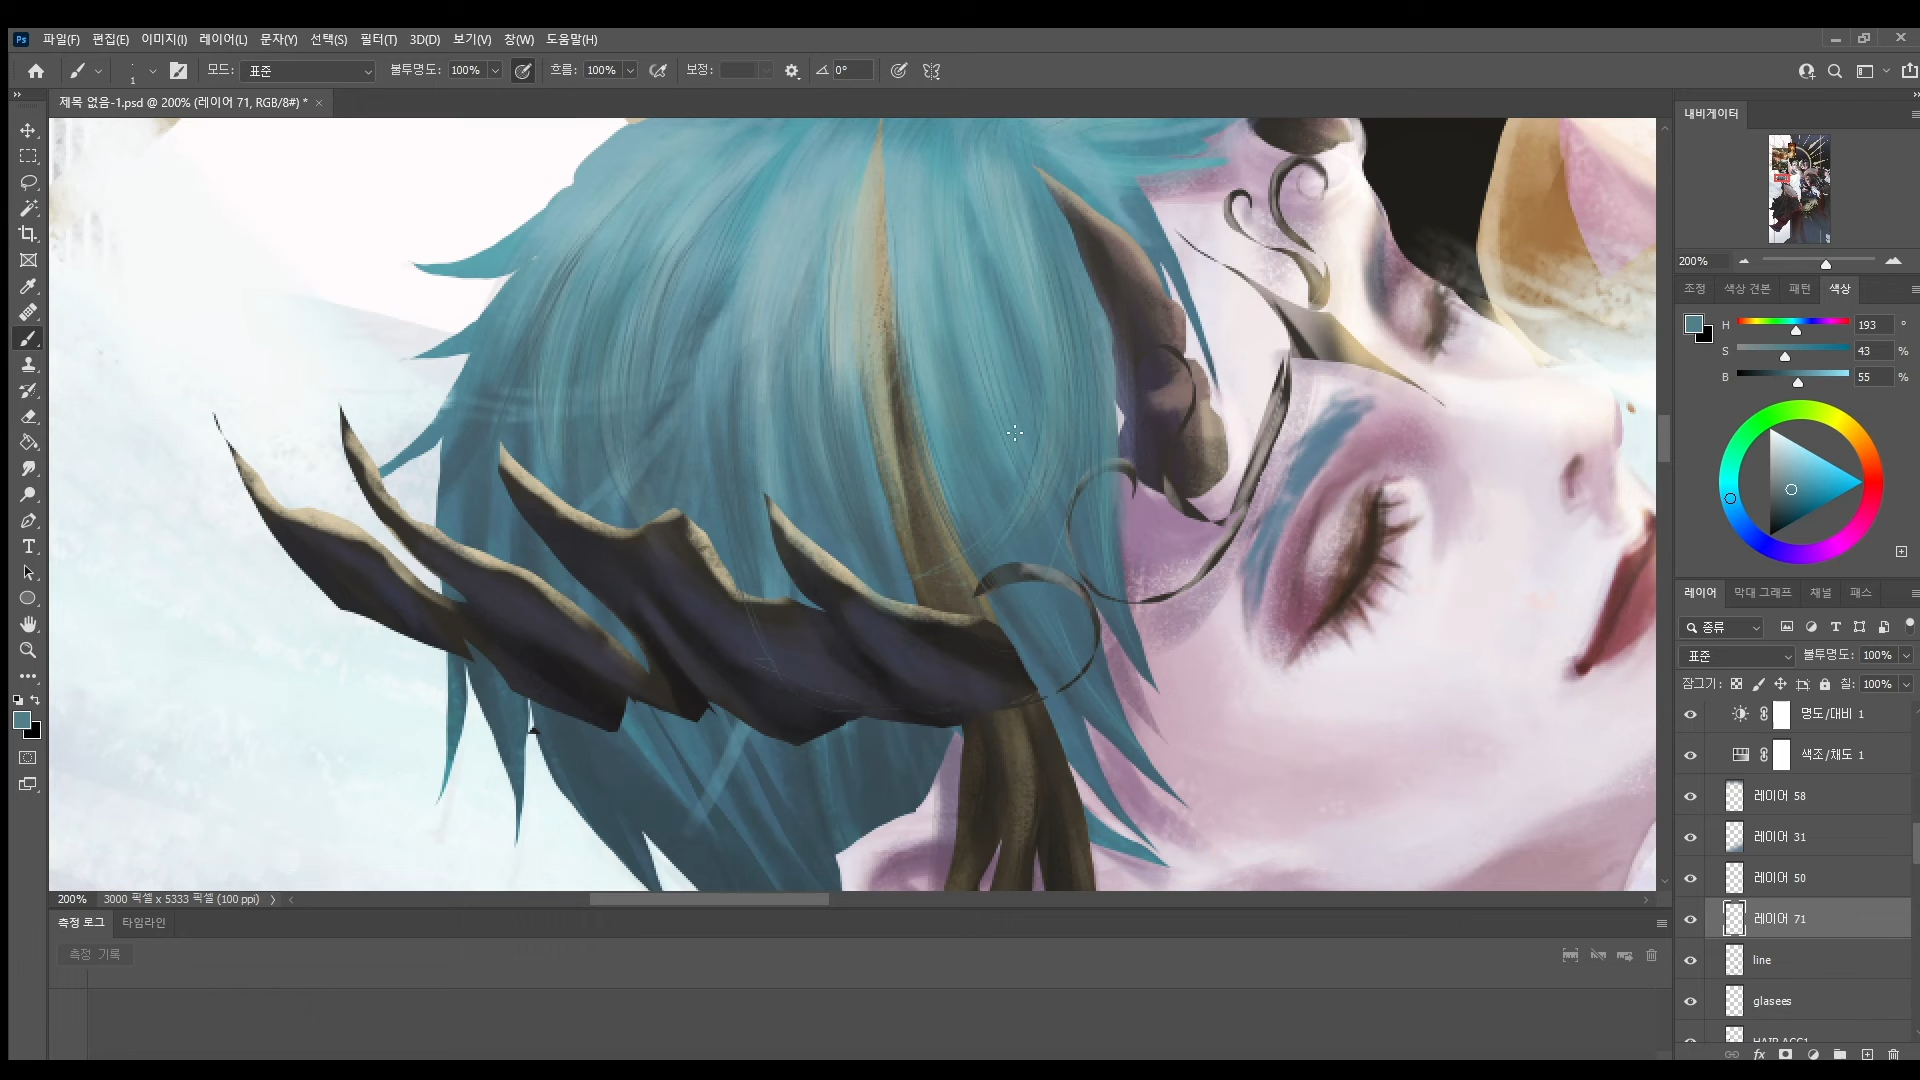 Ps 파일(F) 편집(E) 이미지(I) 레이어(L) 문자(Y) 선택(S) 필터(T) 3D(D) 보기(V) 창(W) 도움말(H)
1 모드: 표준 불투명도: 100% 흐름: 100% 보정: 0°
제목 없음-1.psd @ 200% (레이어 71, RGB/8#) * ×
내비게이터
200%
조정 색상 견본 패턴 색상
H 193 °
S 43 %
B 55 %
레이어 막대 그래프 채널 패스
종류
표준 불투명도: 100%
잠그기: 칠: 100%
명도/대비 1
색조/채도 1
레이어 58
레이어 31
레이어 50
레이어 71
line
glasees
HAIR ACC1
fx
200% 3000 픽셀 x 5333 픽셀 (100 ppi)
측정 로그 타임라인
측정 기록